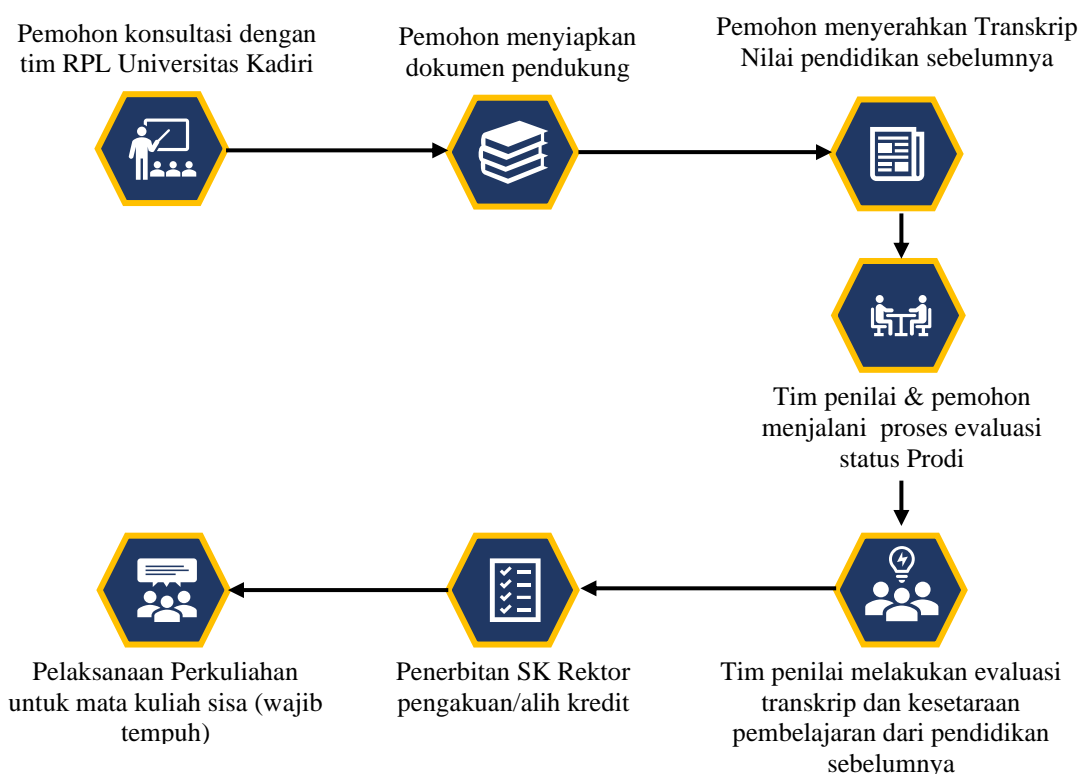 Pemohon konsultasi dengan
tim RPL Universitas Kadiri
Pemohon menyiapkan
dokumen pendukung
Pemohon menyerahkan Transkrip
Nilai pendidikan sebelumnya
Tim penilai & pemohon
menjalani proses evaluasi
status Prodi
Tim penilai melakukan evaluasi
transkrip dan kesetaraan
pembelajaran dari pendidikan
sebelumnya
Penerbitan SK Rektor
pengakuan/alih kredit
Pelaksanaan Perkuliahan
untuk mata kuliah sisa (wajib
tempuh)